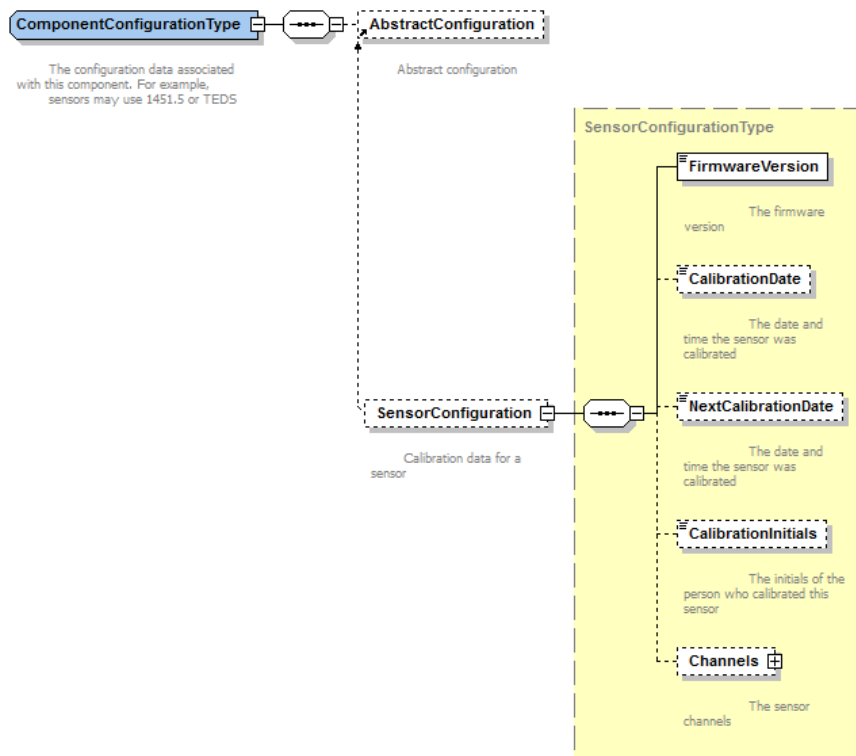 ComponentConfigurationType
AbstractConfiguration
The configuration data associated
with this component. For example,
sensors may use 1451.5 or TEDS
Abstract configuration
SensorConfigurationType
FirmwareVersion
The firmware
version
CalibrationDate
The date and
time the sensor was
calibrated
SensorConfiguration
Calibration data for a
sensor
NextCalibrationDate
The date and
time the sensor was
calibrated
CalibrationInitials
The initials of the
person who calibrated this
sensor
Channels
The sensor
channels